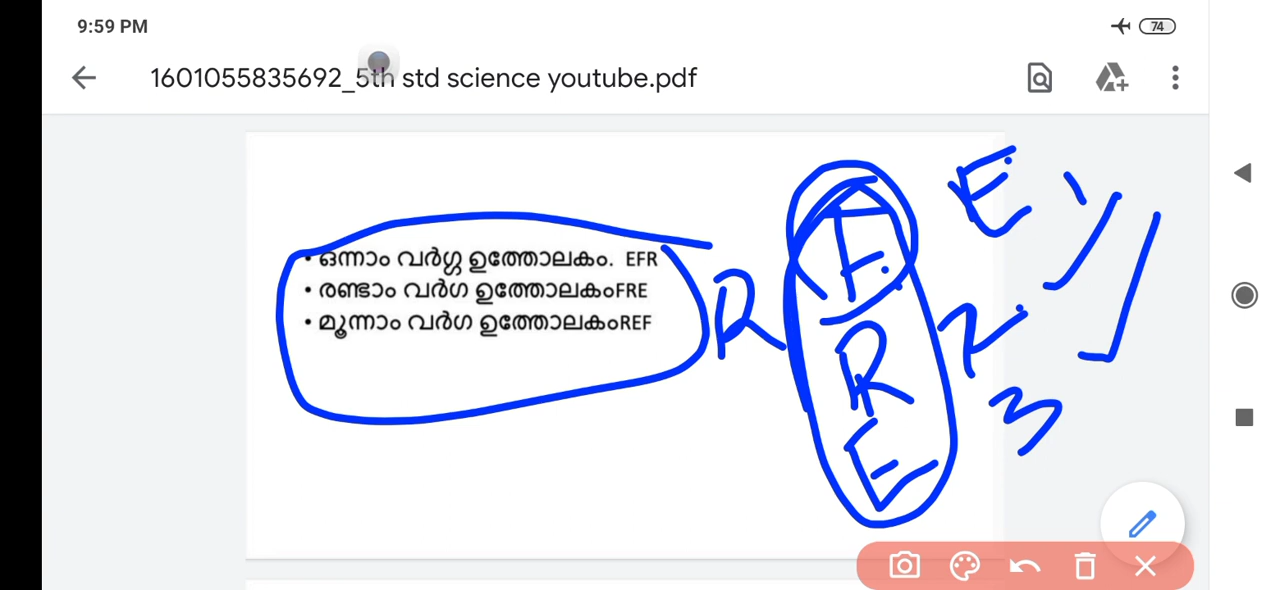 9:59 PM
74
1601055835692_5th std science youtube.pdf
• ഒന്നാം വർഗ്ഗ ഉത്തോലകം. EFR
• രണ്ടാം വർഗ ഉത്തോലകംFRE
• മൂന്നാം വർഗ ഉത്തോലകംREF
R F E
R 2
E 3